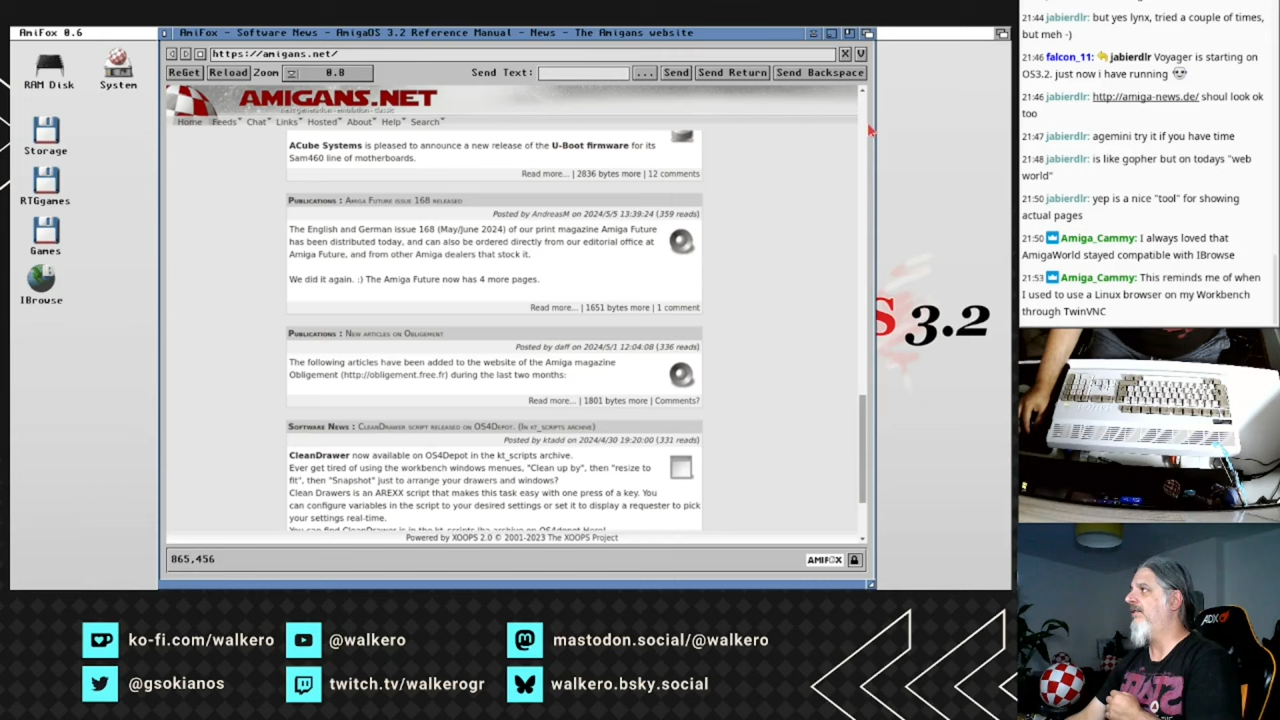 AmiFox 0.6
AmiFox - Software News - AmigaOS 3.2 Reference Manual - News - The Amigans website
https://amigans.net/
ReGet Reload Zoom 0.8 Send Text: ... Send Send Return Send Backspace
RAM Disk
System
Storage
RTGgames
Games
IBrowse
AMIGANS.NET
next generation - emulation - classic
Home Feeds Chat Links Hosted About Help Search
ACube Systems is pleased to announce a new release of the U-Boot firmware for its
Sam460 line of motherboards.
Read more... | 2836 bytes more | 12 comments
Publications : Amiga Future issue 168 released
Posted by AndreasM on 2024/5/5 13:39:24 (359 reads)
The English and German issue 168 (May/June 2024) of our print magazine Amiga Future
has been distributed today, and can also be ordered directly from our editorial office at
Amiga Future, and from other Amiga dealers that stock it.
We did it again. :) The Amiga Future now has 4 more pages.
Read more... | 1651 bytes more | 1 comment
Publications : New articles on Obligement
Posted by daff on 2024/5/1 12:04:08 (336 reads)
The following articles have been added to the website of the Amiga magazine
Obligement (http://obligement.free.fr) during the last two months:
Read more... | 1801 bytes more | Comments?
Software News : CleanDrawer script released on OS4Depot. (In kt_scripts archive)
Posted by ktadd on 2024/4/30 19:20:00 (331 reads)
CleanDrawer now available on OS4Depot in the kt_scripts archive.
Ever get tired of using the workbench windows menues, "Clean up by", then "resize to
fit", then "Snapshot" just to arrange your drawers and windows?
Clean Drawers is an AREXX script that makes this task easy with one press of a key. You
can configure variables in the script to your desired settings or set it to display a requester to pick
your settings real-time.
You can find CleanDrawer is in the kt_scripts.lha archive on OS4depot Here!
Powered by XOOPS 2.0 © 2001-2023 The XOOPS Project
865,456
AMIFOX
S 3.2
21:44 jabierdlr: but yes lynx, tried a couple of times,
but meh :-)
21:46 falcon_11: jabierdlr Voyager is starting on
OS3.2. just now i have running
21:46 jabierdlr: http://amiga-news.de/ shoul look ok
too
21:47 jabierdlr: agemini try it if you have time
21:48 jabierdlr: is like gopher but on todays "web
world"
21:50 jabierdlr: yep is a nice "tool" for showing
actual pages
21:50 Amiga_Cammy: I always loved that
AmigaWorld stayed compatible with IBrowse
21:53 Amiga_Cammy: This reminds me of when
I used to use a Linux browser on my Workbench
through TwinVNC
ADX
ko-fi.com/walkero
@walkero
mastodon.social/@walkero
@gsokianos
twitch.tv/walkerogr
walkero.bsky.social